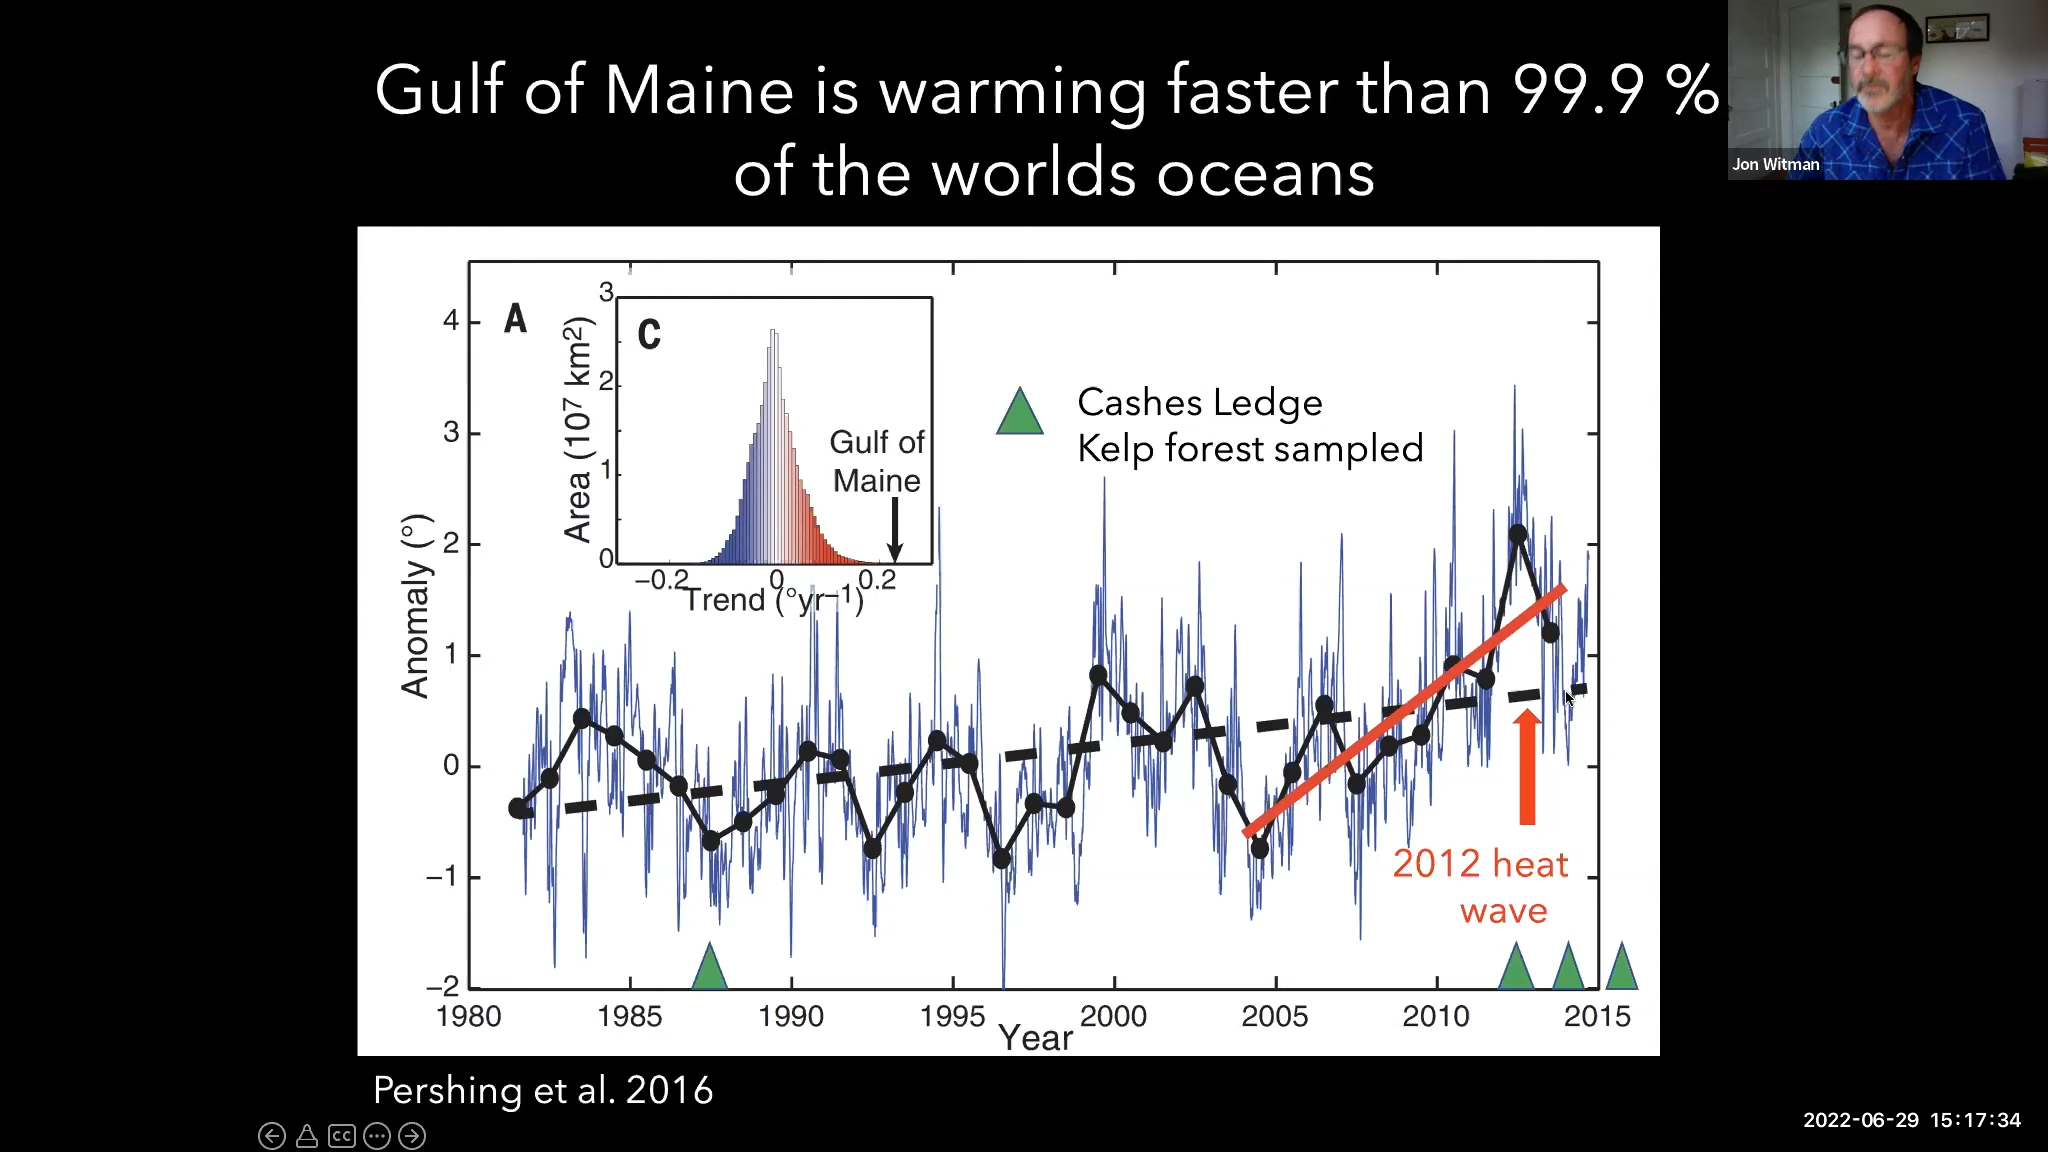 Gulf of Maine is warming faster than 99.9 %
of the worlds oceans
Jon Witman
A
C
3
2
1
0
Area (10⁷ km²)
−0.2
0
0.2
Trend (°yr−1)
Gulf of
Maine
Cashes Ledge
Kelp forest sampled
4
3
2
1
0
−1
−2
Anomaly (°)
2012 heat
wave
1980
1985
1990
1995
2000
2005
2010
2015
Year
Pershing et al. 2016
CC
2022-06-29 15:17:34